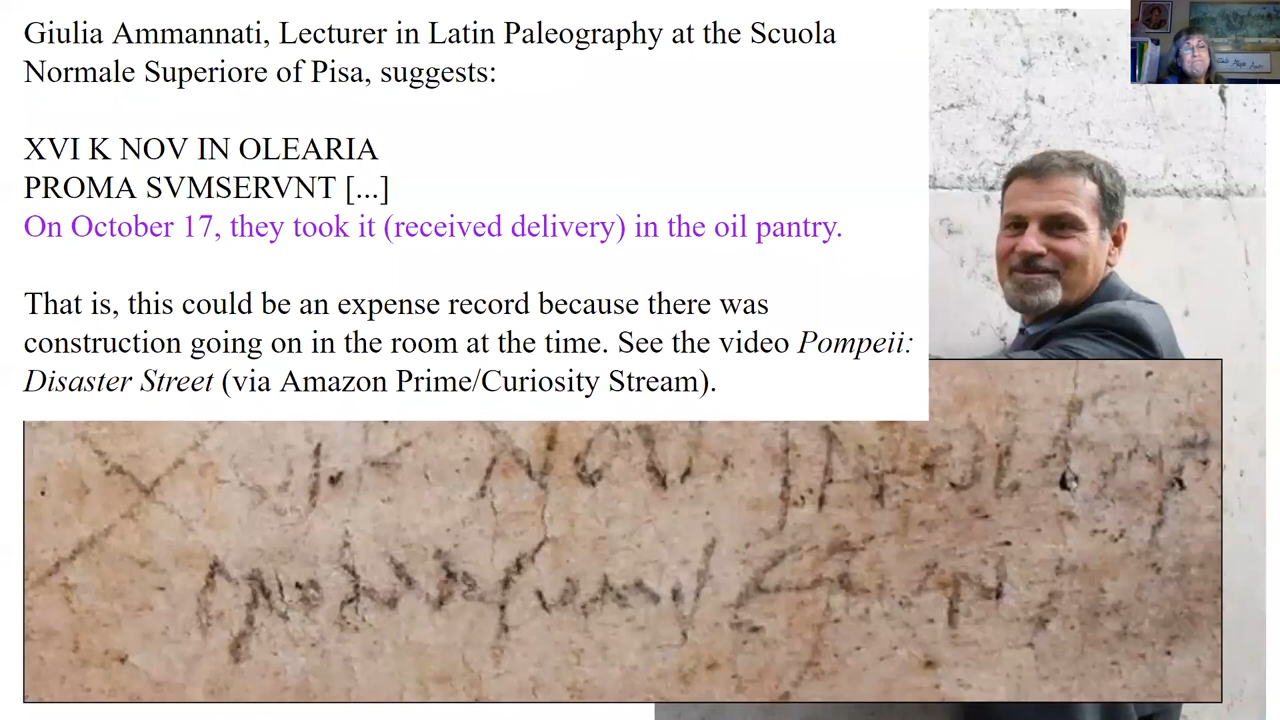 Giulia Ammannati, Lecturer in Latin Paleography at the Scuola
Normale Superiore of Pisa, suggests:
XVI K NOV IN OLEARIA
PROMA SVMSERVNT [...]
On October 17, they took it (received delivery) in the oil pantry.
That is, this could be an expense record because there was
construction going on in the room at the time. See the video Pompeii:
Disaster Street (via Amazon Prime/Curiosity Stream).
NOV